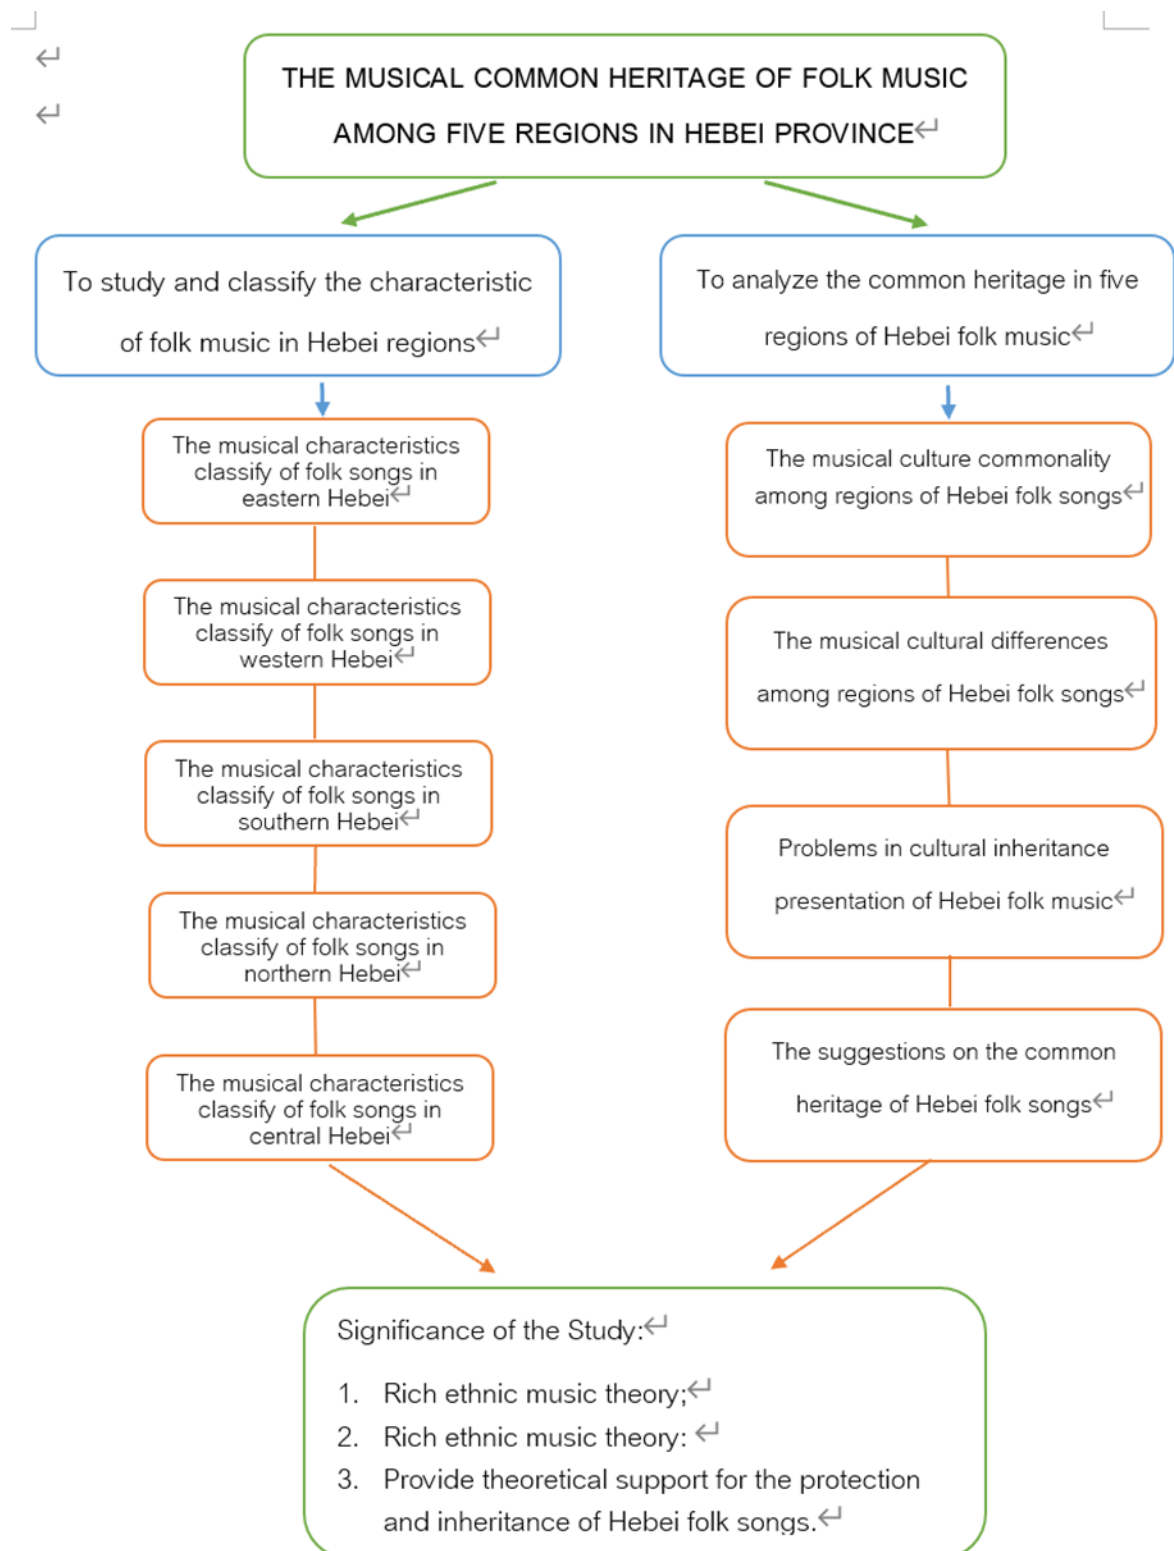 THE MUSICAL COMMON HERITAGE OF FOLK MUSIC
AMONG FIVE REGIONS IN HEBEI PROVINCE
To study and classify the characteristic
of folk music in Hebei regions
To analyze the common heritage in five
regions of Hebei folk music
The musical characteristics
classify of folk songs in
eastern Hebei
The musical characteristics
classify of folk songs in
western Hebei
The musical characteristics
classify of folk songs in
southern Hebei
The musical characteristics
classify of folk songs in
northern Hebei
The musical characteristics
classify of folk songs in
central Hebei
The musical culture commonality
among regions of Hebei folk songs
The musical cultural differences
among regions of Hebei folk songs
Problems in cultural inheritance
presentation of Hebei folk music
The suggestions on the common
heritage of Hebei folk songs
Significance of the Study:
1. Rich ethnic music theory;
2. Rich ethnic music theory:
3. Provide theoretical support for the protection
and inheritance of Hebei folk songs.